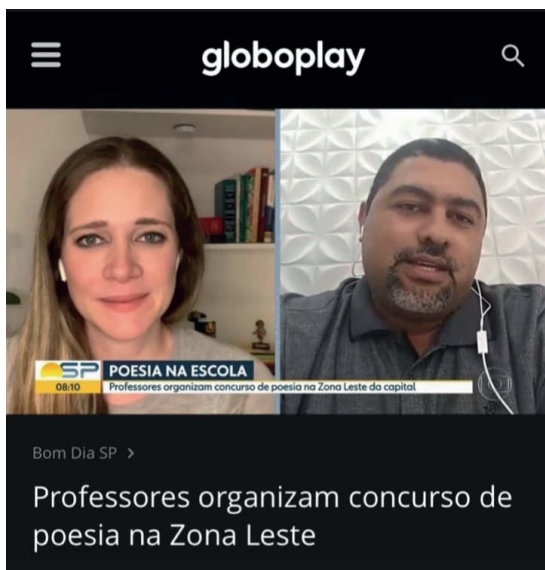 globoplay
SP
POESIA NA ESCOLA
08:10
Professores organizam concurso de poesia na Zona Leste da capital
Bom Dia SP >
Professores organizam concurso de
poesia na Zona Leste